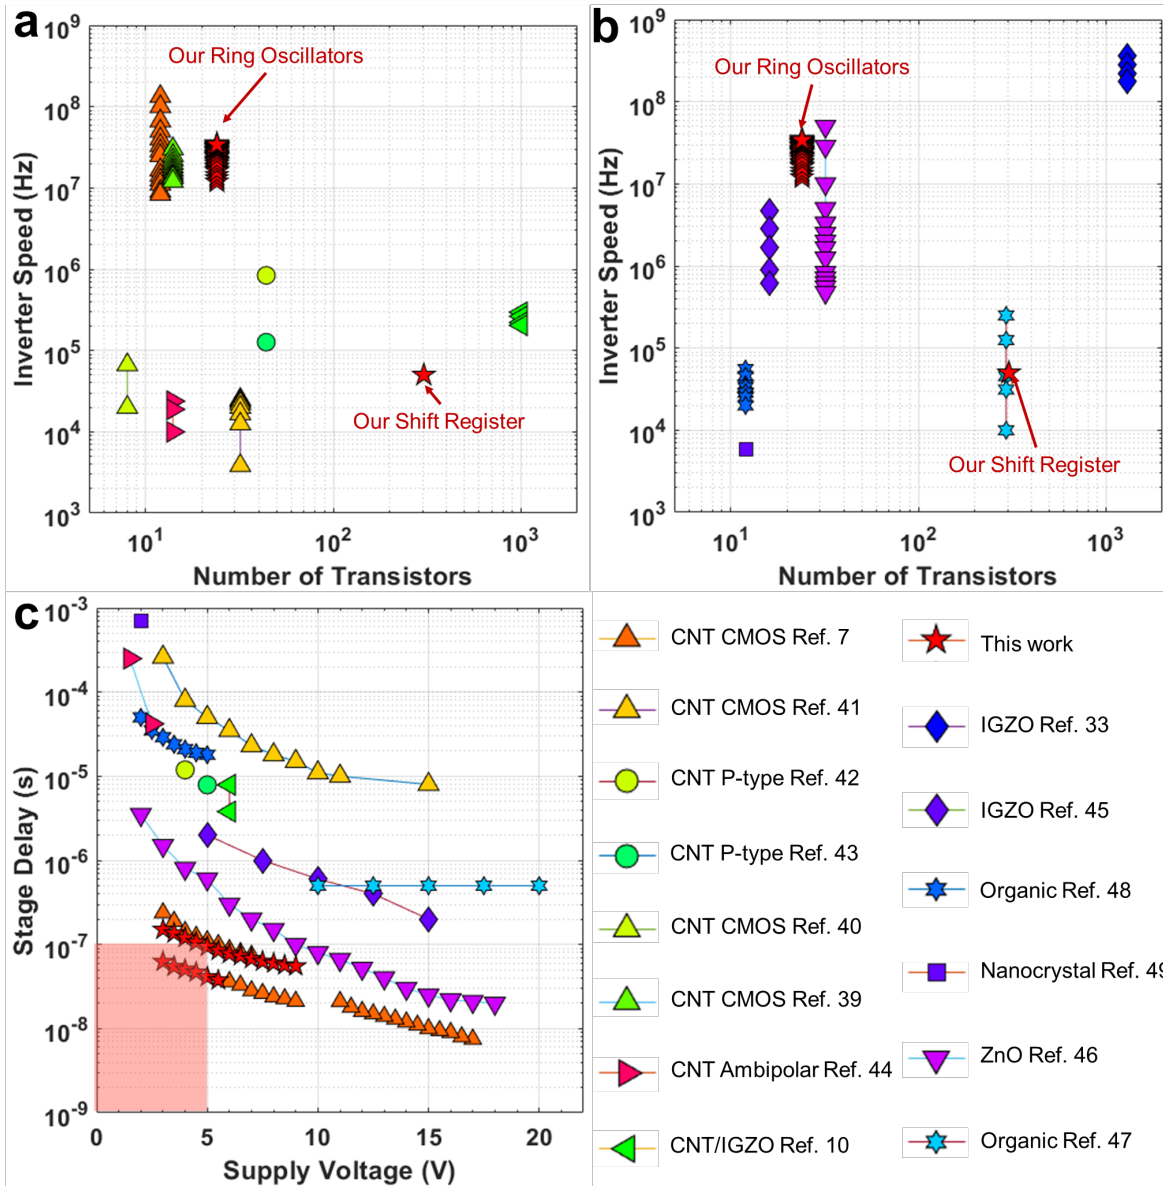 a
10^9
10^8
10^7
10^6
10^5
10^4
10^3
Inverter Speed (Hz)
Our Ring Oscillators
Our Shift Register
10^1
10^2
10^3
Number of Transistors
b
10^9
10^8
10^7
10^6
10^5
10^4
10^3
Inverter Speed (Hz)
Our Ring Oscillators
Our Shift Register
10^1
10^2
10^3
Number of Transistors
c
10^-3
10^-4
10^-5
10^-6
10^-7
10^-8
10^-9
Stage Delay (s)
0
5
10
15
20
Supply Voltage (V)
CNT CMOS Ref. 7
CNT CMOS Ref. 41
CNT P-type Ref. 42
CNT P-type Ref. 43
CNT CMOS Ref. 40
CNT CMOS Ref. 39
CNT Ambipolar Ref. 44
CNT/IGZO Ref. 10
This work
IGZO Ref. 33
IGZO Ref. 45
Organic Ref. 48
Nanocrystal Ref. 49
ZnO Ref. 46
Organic Ref. 47